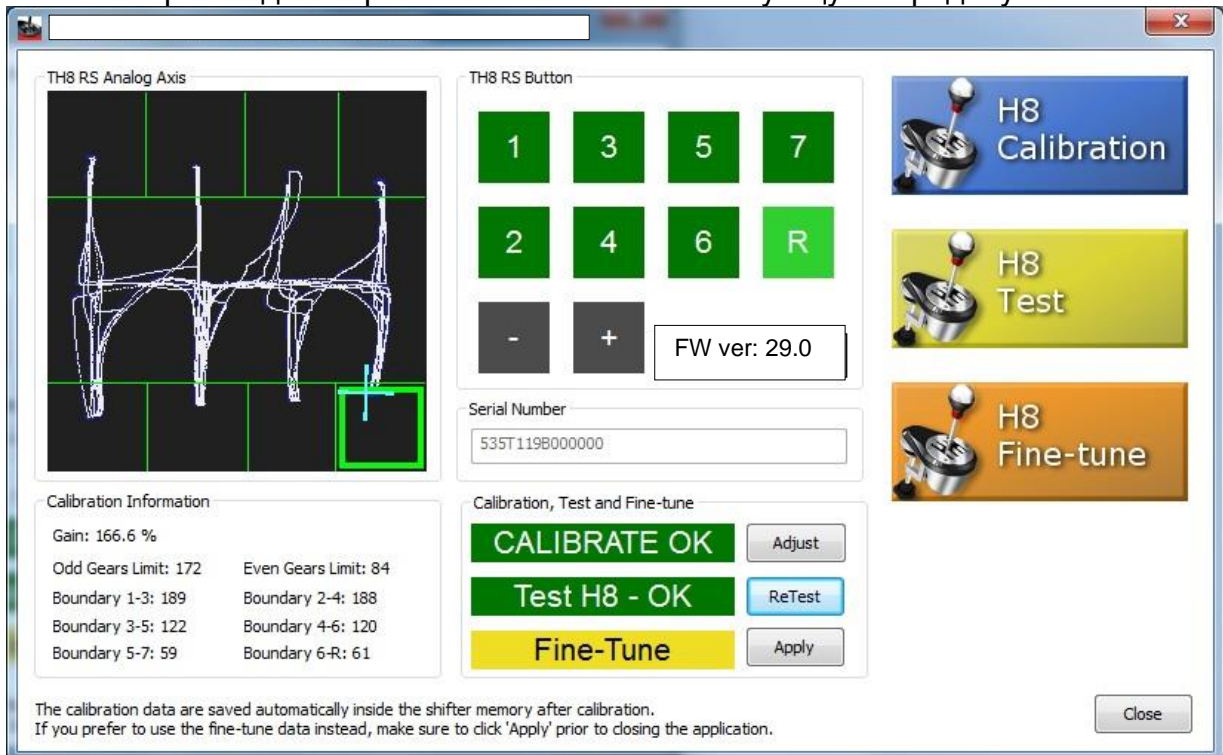 TH8 RS Analog Axis
TH8 RS Button
1 3 5 7
2 4 6 R
- +
FW ver: 29.0
Serial Number
535T119B000000
H8
Calibration
H8
Test
H8
Fine-tune
Calibration Information
Gain: 166.6 %
Odd Gears Limit: 172 Even Gears Limit: 84
Boundary 1-3: 189 Boundary 2-4: 188
Boundary 3-5: 122 Boundary 4-6: 120
Boundary 5-7: 59 Boundary 6-R: 61
Calibration, Test and Fine-tune
CALIBRATE OK Adjust
Test H8 - OK ReTest
Fine-Tune Apply
The calibration data are saved automatically inside the shifter memory after calibration.
If you prefer to use the fine-tune data instead, make sure to click 'Apply' prior to closing the application.
Close